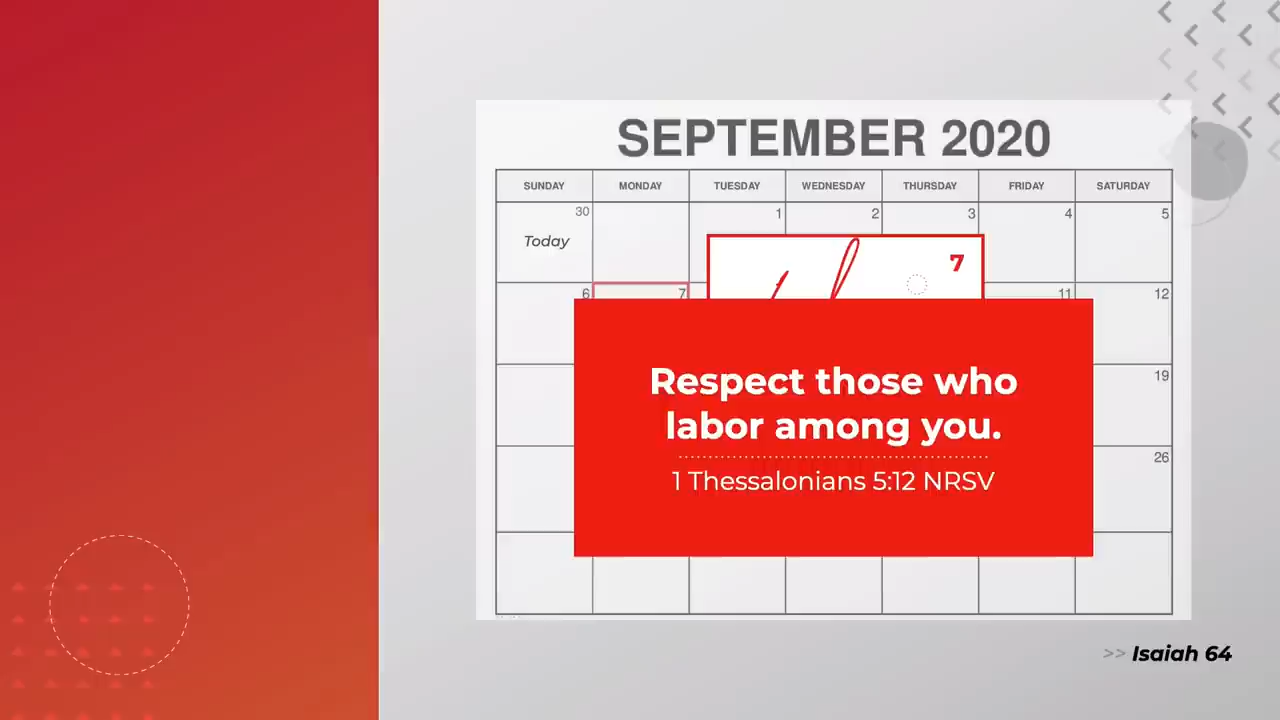 SEPTEMBER 2020
SUNDAY MONDAY TUESDAY WEDNESDAY THURSDAY FRIDAY SATURDAY
30 1 2 3 4 5
Today
7
6 7 11 12
Respect those who
labor among you.
1 Thessalonians 5:12 NRSV
19
26
>> Isaiah 64